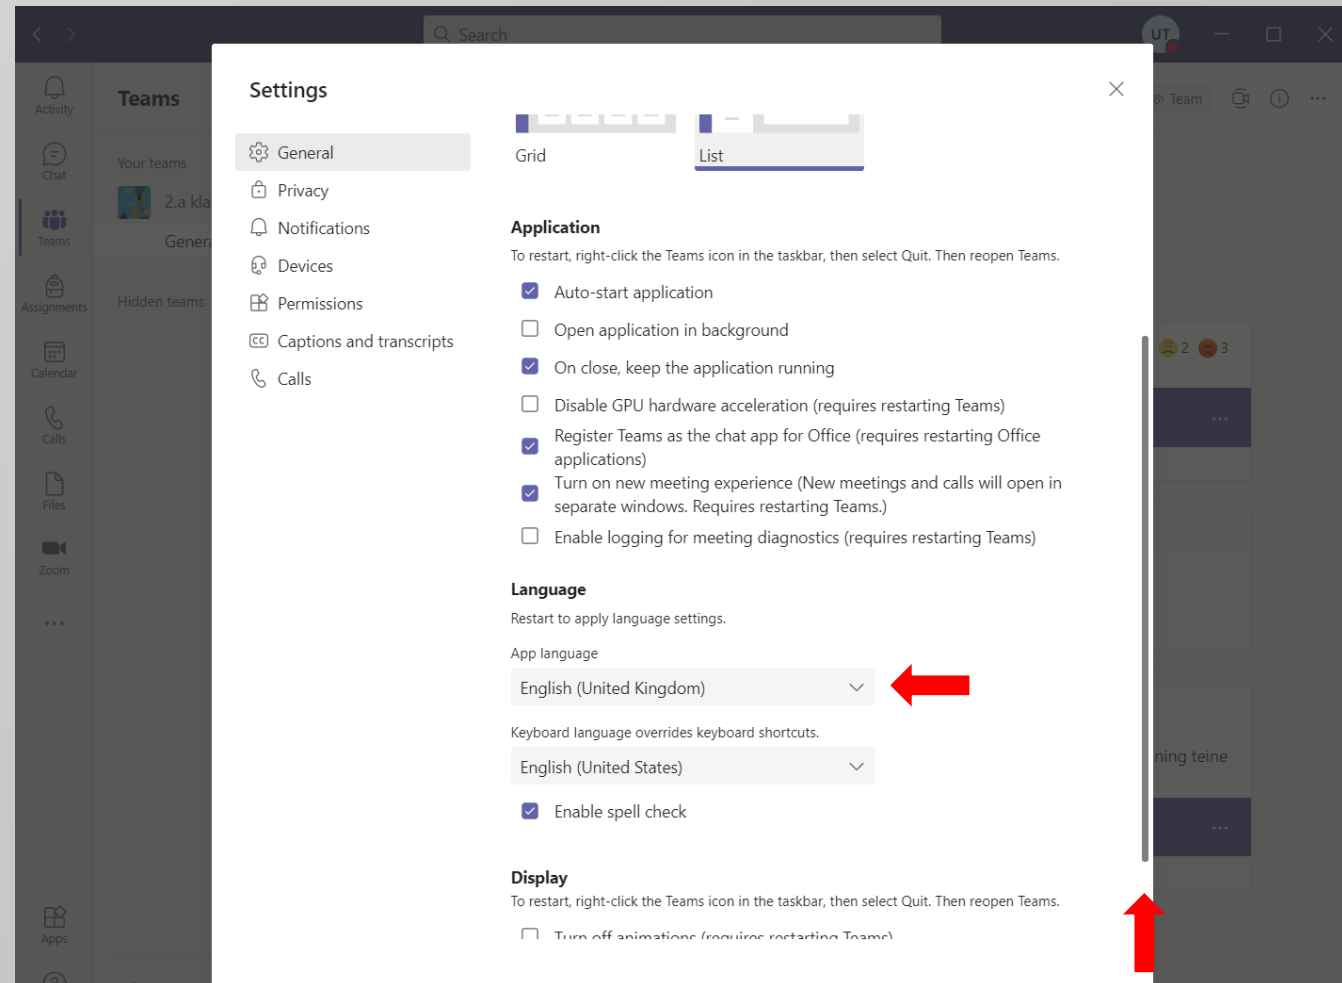 Search
UT
Settings
Activity
Teams
Team
Grid
List
General
Your teams
Chat
Privacy
2.a kla
Notifications
Application
Teams
Genera
To restart, right-click the Teams icon in the taskbar, then select Quit. Then reopen Teams.
Devices
Auto-start application
Assignments
Hidden teams
Permissions
Open application in background
Captions and transcripts
2
3
Calendar
On close, keep the application running
Calls
Disable GPU hardware acceleration (requires restarting Teams)
Calls
Register Teams as the chat app for Office (requires restarting Office
applications)
Turn on new meeting experience (New meetings and calls will open in
separate windows. Requires restarting Teams.)
Files
Enable logging for meeting diagnostics (requires restarting Teams)
Zoom
Language
Restart to apply language settings.
App language
English (United Kingdom)
Keyboard language overrides keyboard shortcuts.
English (United States)
ning teine
Enable spell check
Display
To restart, right-click the Teams icon in the taskbar, then select Quit. Then reopen Teams.
Turn off animations (requires restarting Teams)
Apps